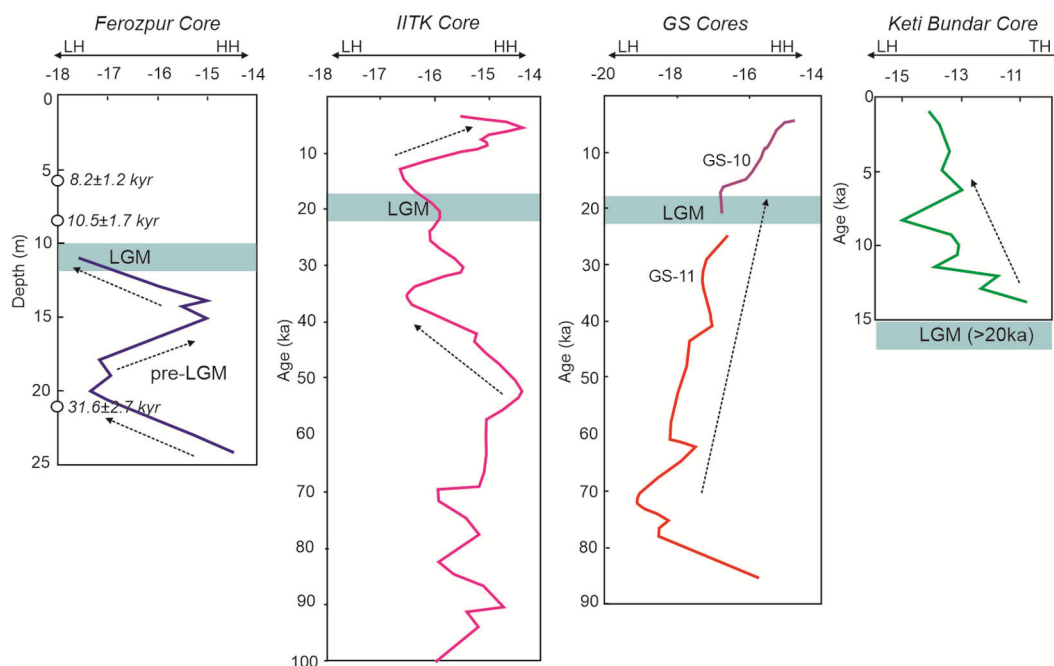 Ferozpur Core
LH HH
-18 -17 -16 -15 -14
0
5
10
15
20
25
Depth (m)
8.2±1.2 kyr
10.5±1.7 kyr
LGM
pre-LGM
31.6±2.7 kyr
IITK Core
LH HH
-18 -17 -16 -15 -14
10
20
30
40
50
60
70
80
90
100
Age (ka)
LGM
GS Cores
LH HH
-20 -18 -16 -14
10
20
30
40
50
60
70
80
90
Age (ka)
GS-10
LGM
GS-11
Keti Bundar Core
LH TH
-15 -13 -11
0
5
10
15
Age (ka)
LGM (>20ka)